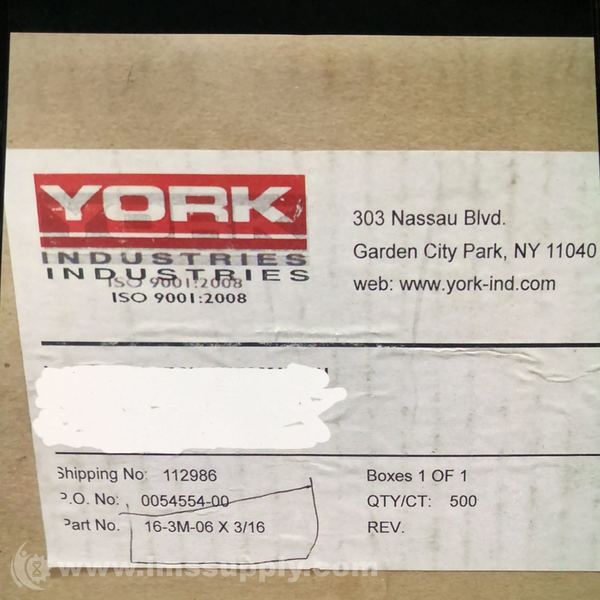 YORK
INDUSTRIES
INDUSTRIES
ISO 9001:2008
ISO 9001:2008
303 Nassau Blvd.
Garden City Park, NY 11040
web: www.york-ind.com
Shipping No: 112986
P.O. No: 0054554-00
Part No. 16-3M-06 X 3/16
Boxes 1 OF 1
QTY/CT: 500
REV.
www.imssupply.com